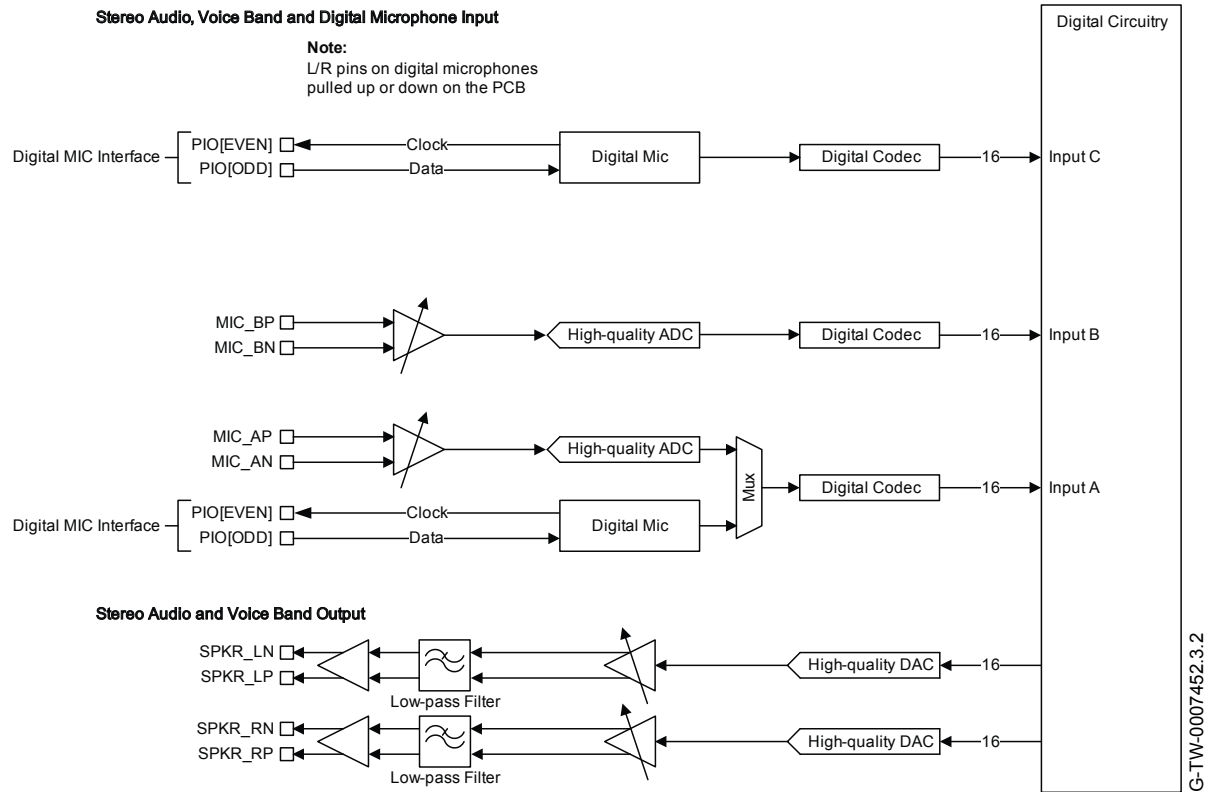 Stereo Audio, Voice Band and Digital Microphone Input
Digital Circuitry
Note:
L/R pins on digital microphones
pulled up or down on the PCB
Digital MIC Interface
PIO[EVEN]
Clock
PIO[ODD]
Data
Digital Mic
Digital Codec
16
Input C
MIC_BP
MIC_BN
High-quality ADC
Digital Codec
16
Input B
MIC_AP
MIC_AN
High-quality ADC
Mux
Digital Codec
16
Input A
Digital MIC Interface
PIO[EVEN]
Clock
PIO[ODD]
Data
Digital Mic
Stereo Audio and Voice Band Output
SPKR_LN
SPKR_LP
Low-pass Filter
High-quality DAC
16
SPKR_RN
SPKR_RP
Low-pass Filter
High-quality DAC
16
G-TW-0007452.3.2